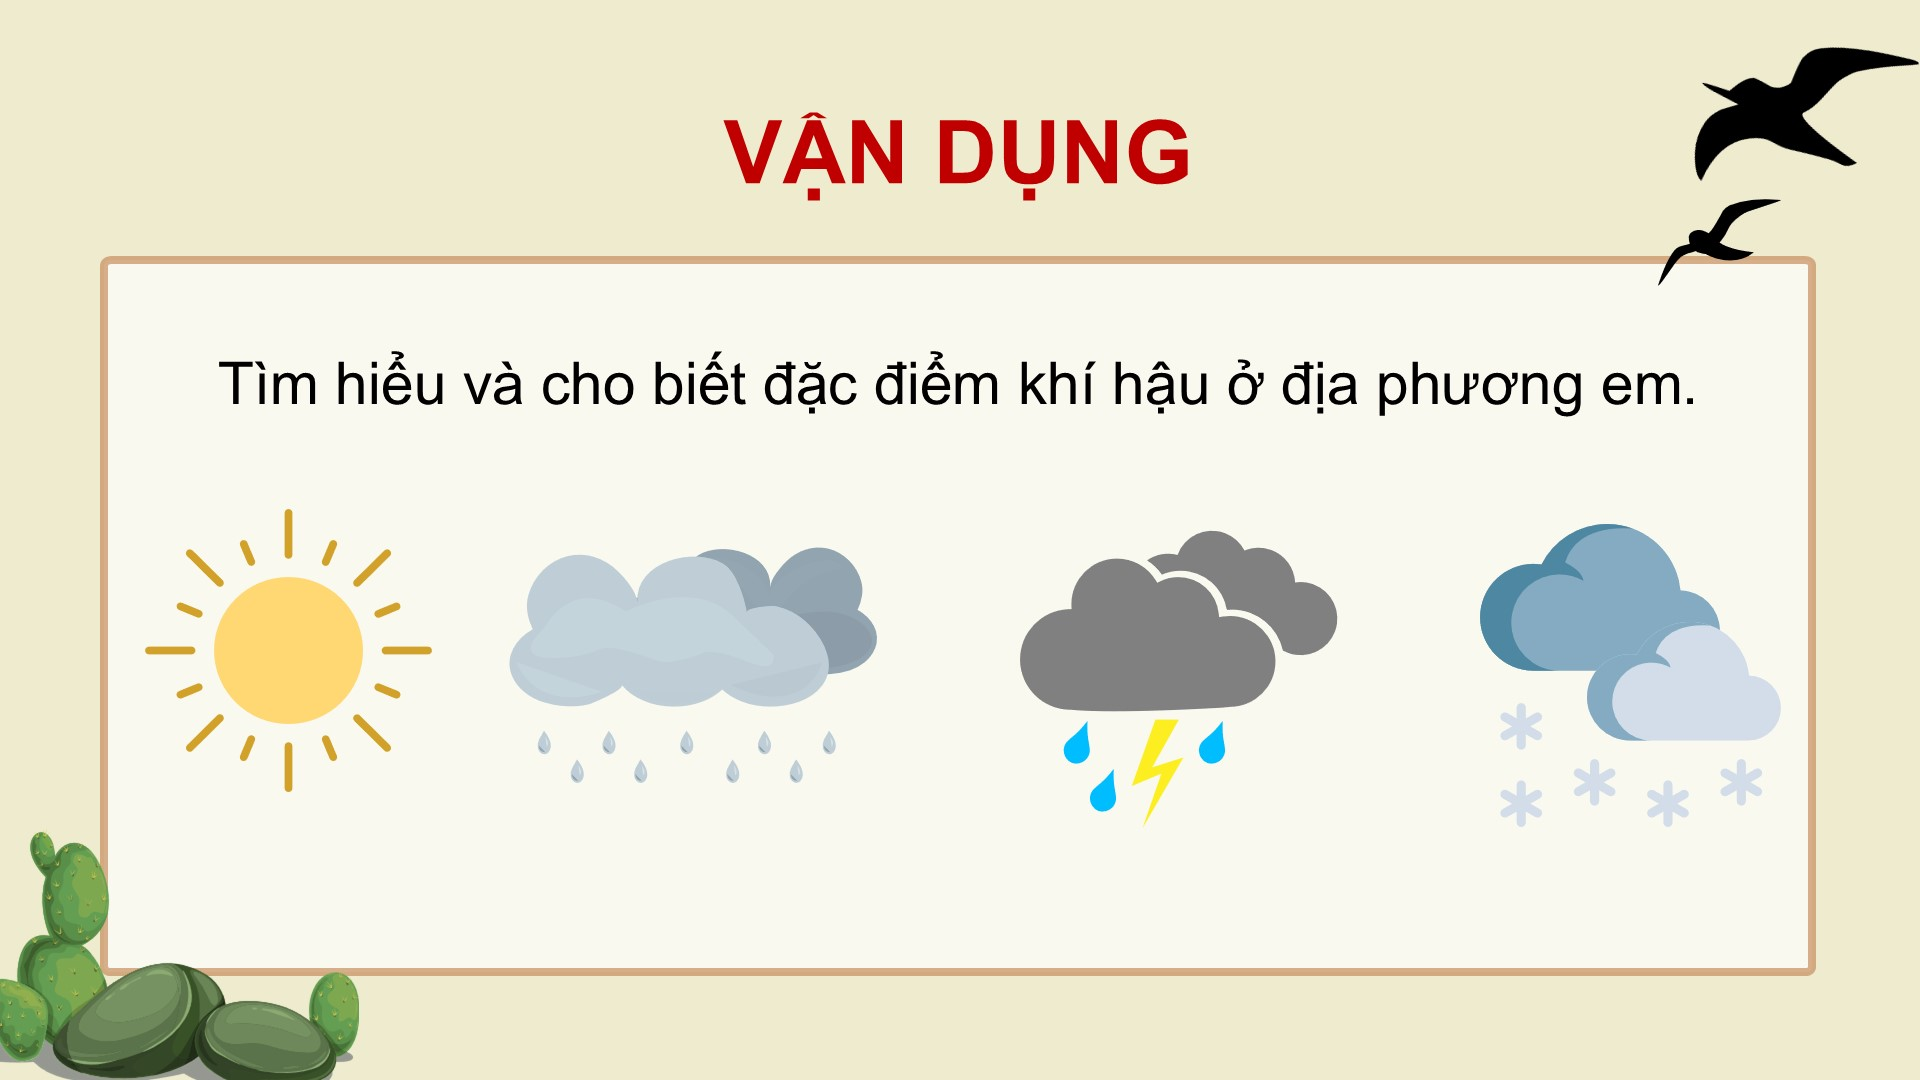 VẬN DỤNG
Tìm hiểu và cho biết đặc điểm khí hậu ở địa phương em.